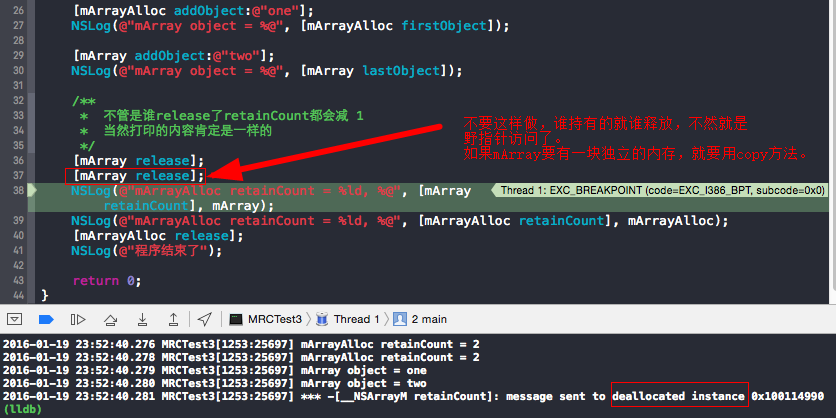 26 [mArrayAlloc addObject:@"one"];
27 NSLog(@"mArray object = %@", [mArrayAlloc firstObject]);
28
29 [mArray addObject:@"two"];
30 NSLog(@"mArray object = %@", [mArray lastObject]);
31
32 /**
33 * 不管是谁release了retainCount都会减 1
34 * 当然打印的内容肯定是一样的
35 */
不要这样做，谁持有的就谁释放，不然就是
野指针访问了。
如果mArray要有一块独立的内存，就要用copy方法。
36 [mArray release];
37 [mArray release];
38 NSLog(@"mArrayAlloc retainCount = %ld, %@", [mArray
retainCount], mArray);
Thread 1: EXC_BREAKPOINT (code=EXC_I386_BPT, subcode=0x0)
39 NSLog(@"mArrayAlloc retainCount = %ld, %@", [mArrayAlloc retainCount], mArrayAlloc);
40 [mArrayAlloc release];
41 NSLog(@"程序结束了");
42
43 return 0;
44 }
MRCTest3 Thread 1 2 main
2016-01-19 23:52:40.276 MRCTest3[1253:25697] mArrayAlloc retainCount = 2
2016-01-19 23:52:40.278 MRCTest3[1253:25697] mArrayAlloc retainCount = 2
2016-01-19 23:52:40.279 MRCTest3[1253:25697] mArray object = one
2016-01-19 23:52:40.280 MRCTest3[1253:25697] mArray object = two
2016-01-19 23:52:40.281 MRCTest3[1253:25697] *** -[__NSArrayM retainCount]: message sent to deallocated instance 0x100114990
(lldb)